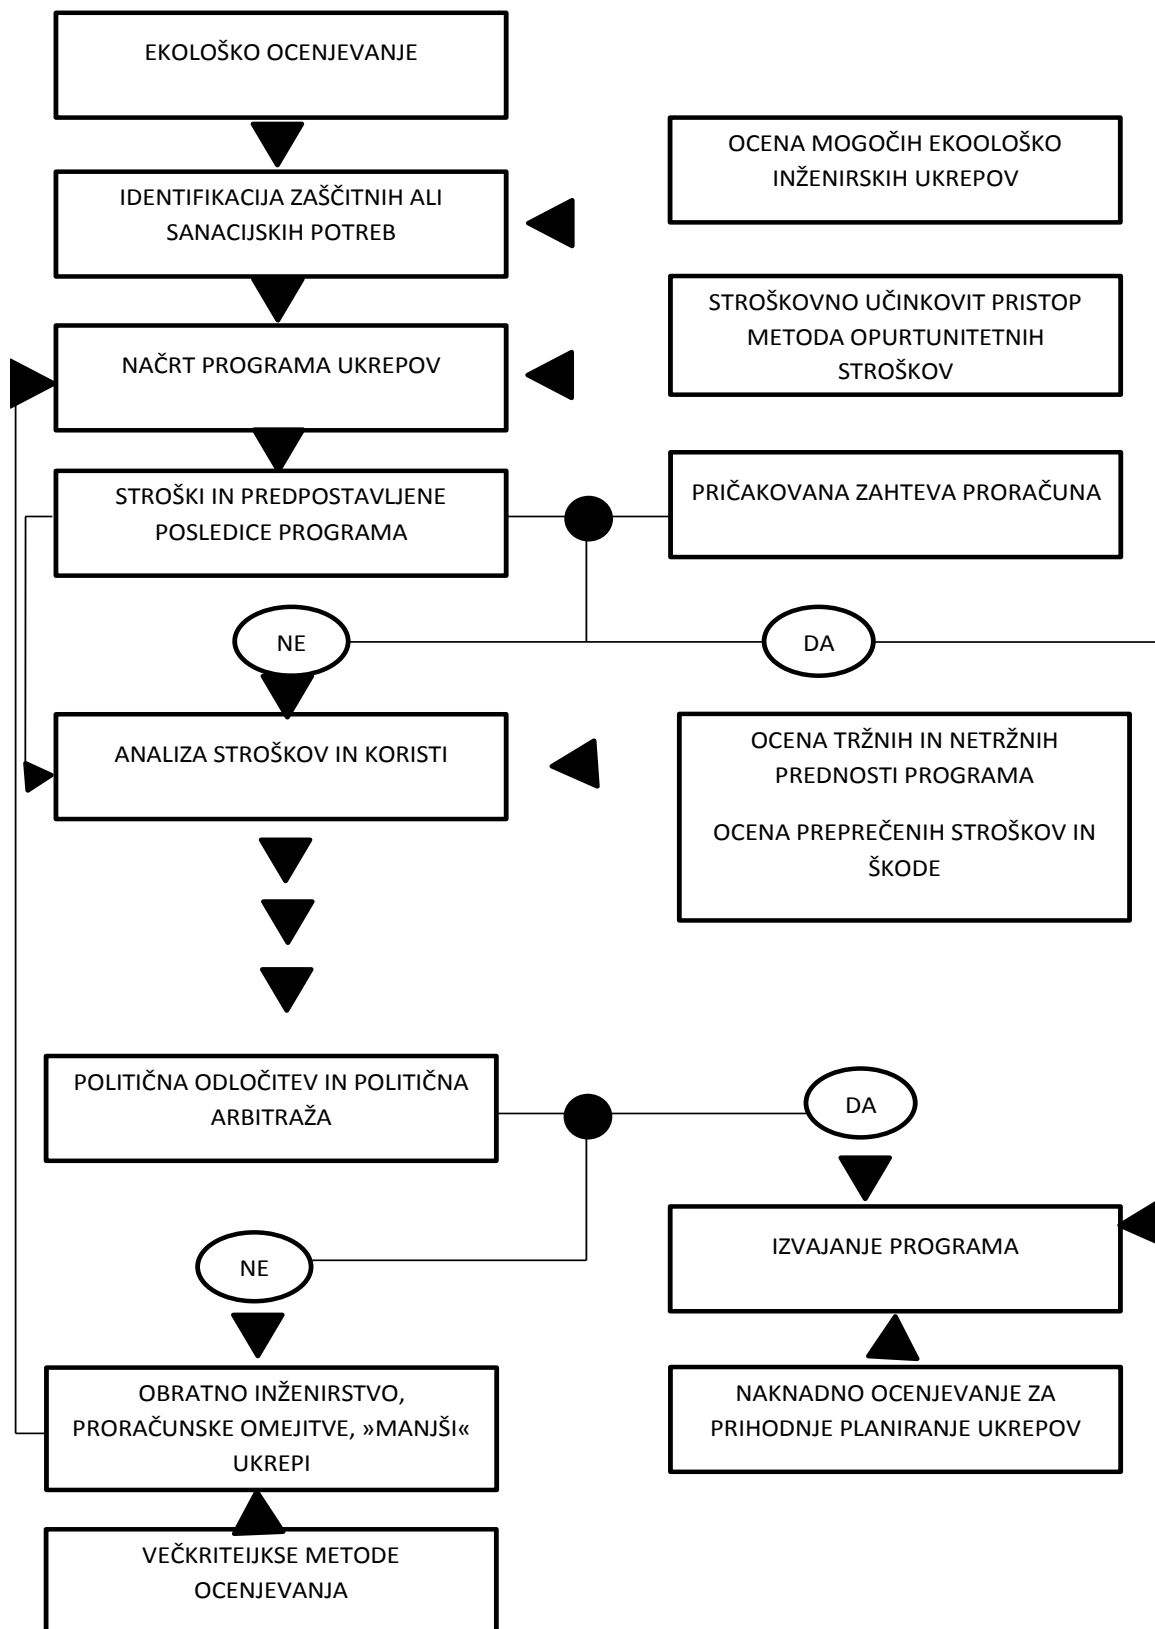 EKOLOŠKO OCENJEVANJE
OCENA MOGOČIH EKOOLOŠKO
INŽENIRSKIH UKREPOV
IDENTIFIKACIJA ZAŠČITNIH ALI
SANACIJSKIH POTREB
STROŠKOVNO UČINKOVIT PRISTOP
METODA OPURTUNITETNIH
STROŠKOV
NAČRT PROGRAMA UKREPOV
STROŠKI IN PREDPOSTAVLJENE
POSLEDICE PROGRAMA
PRIČAKOVANA ZAHTEVA PRORAČUNA
NE
DA
ANALIZA STROŠKOV IN KORISTI
OCENA TRŽNIH IN NETRŽNIH
PREDNOSTI PROGRAMA
OCENA PREPREČENIH STROŠKOV IN
ŠKODE
POLITIČNA ODLOČITEV IN POLITIČNA
ARBITRAŽA
DA
IZVAJANJE PROGRAMA
NE
OBRATNO INŽENIRSTVO,
PRORAČUNSKE OMEJITVE, »MANJŠI«
UKREPI
NAKNADNO OCENJEVANJE ZA
PRIHODNJE PLANIRANJE UKREPOV
VEČKRITEIJKSE METODE
OCENJEVANJA